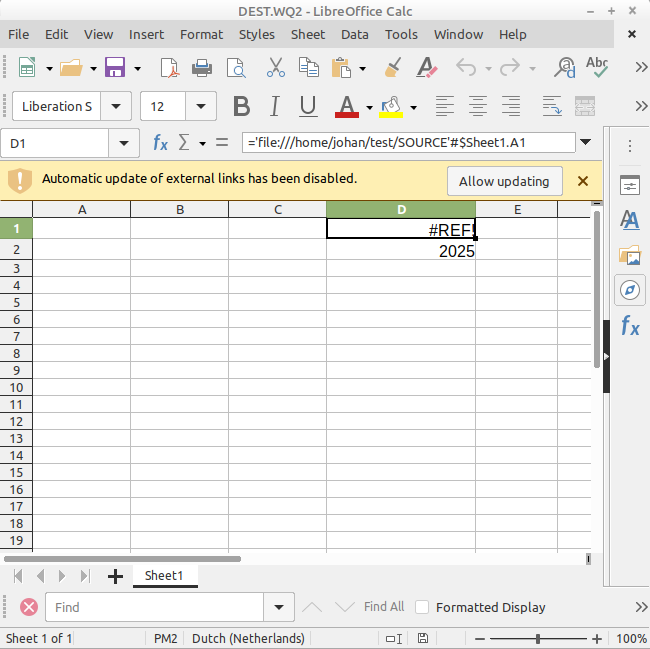 DEST.WQ2 - LibreOffice Calc
File Edit View Insert Format Styles Sheet Data Tools Window Help
Abc
Liberation S 12 B I U A
D1 fx Σ = ='file:///home/johan/test/SOURCE'#$Sheet1.A1
Automatic update of external links has been disabled. Allow updating
A B C D E
1 #REF!
2 2025
3
4
5
6
7
8
9
10
11
12
13
14
15
16
17
18
19
Sheet1
Find Find All Formatted Display
Sheet 1 of 1 PM2 Dutch (Netherlands) 100%